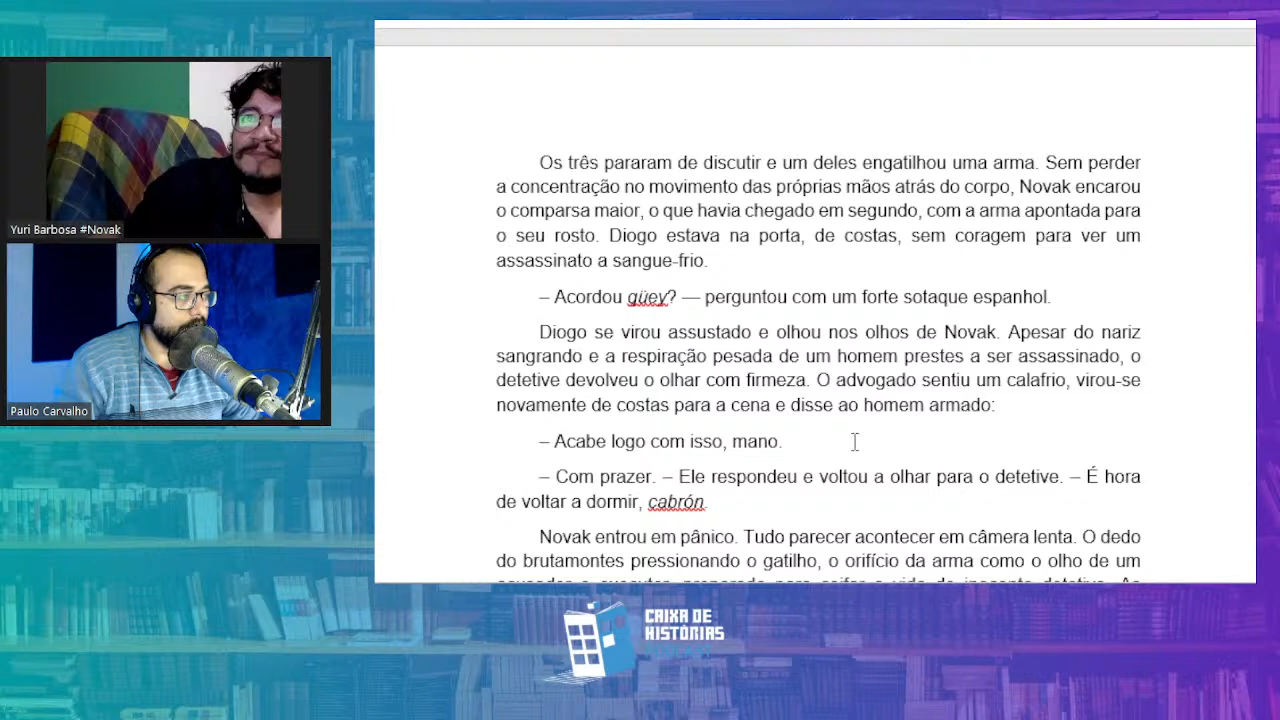 Yuri Barbosa #Novak
Paulo Carvalho
Os três pararam de discutir e um deles engatilhou uma arma. Sem perder
a concentração no movimento das próprias mãos atrás do corpo, Novak encarou
o comparsa maior, o que havia chegado em segundo, com a arma apontada para
o seu rosto. Diogo estava na porta, de costas, sem coragem para ver um
assassinato a sangue-frio.
– Acordou güey? — perguntou com um forte sotaque espanhol.
Diogo se virou assustado e olhou nos olhos de Novak. Apesar do nariz
sangrando e a respiração pesada de um homem prestes a ser assassinado, o
detetive devolveu o olhar com firmeza. O advogado sentiu um calafrio, virou-se
novamente de costas para a cena e disse ao homem armado:
– Acabe logo com isso, mano.
– Com prazer. – Ele respondeu e voltou a olhar para o detetive. – É hora
de voltar a dormir, cabrón.
Novak entrou em pânico. Tudo parecer acontecer em câmera lenta. O dedo
do brutamontes pressionando o gatilho, o orifício da arma como o olho de um
CAIXA DE
HISTÓRIAS